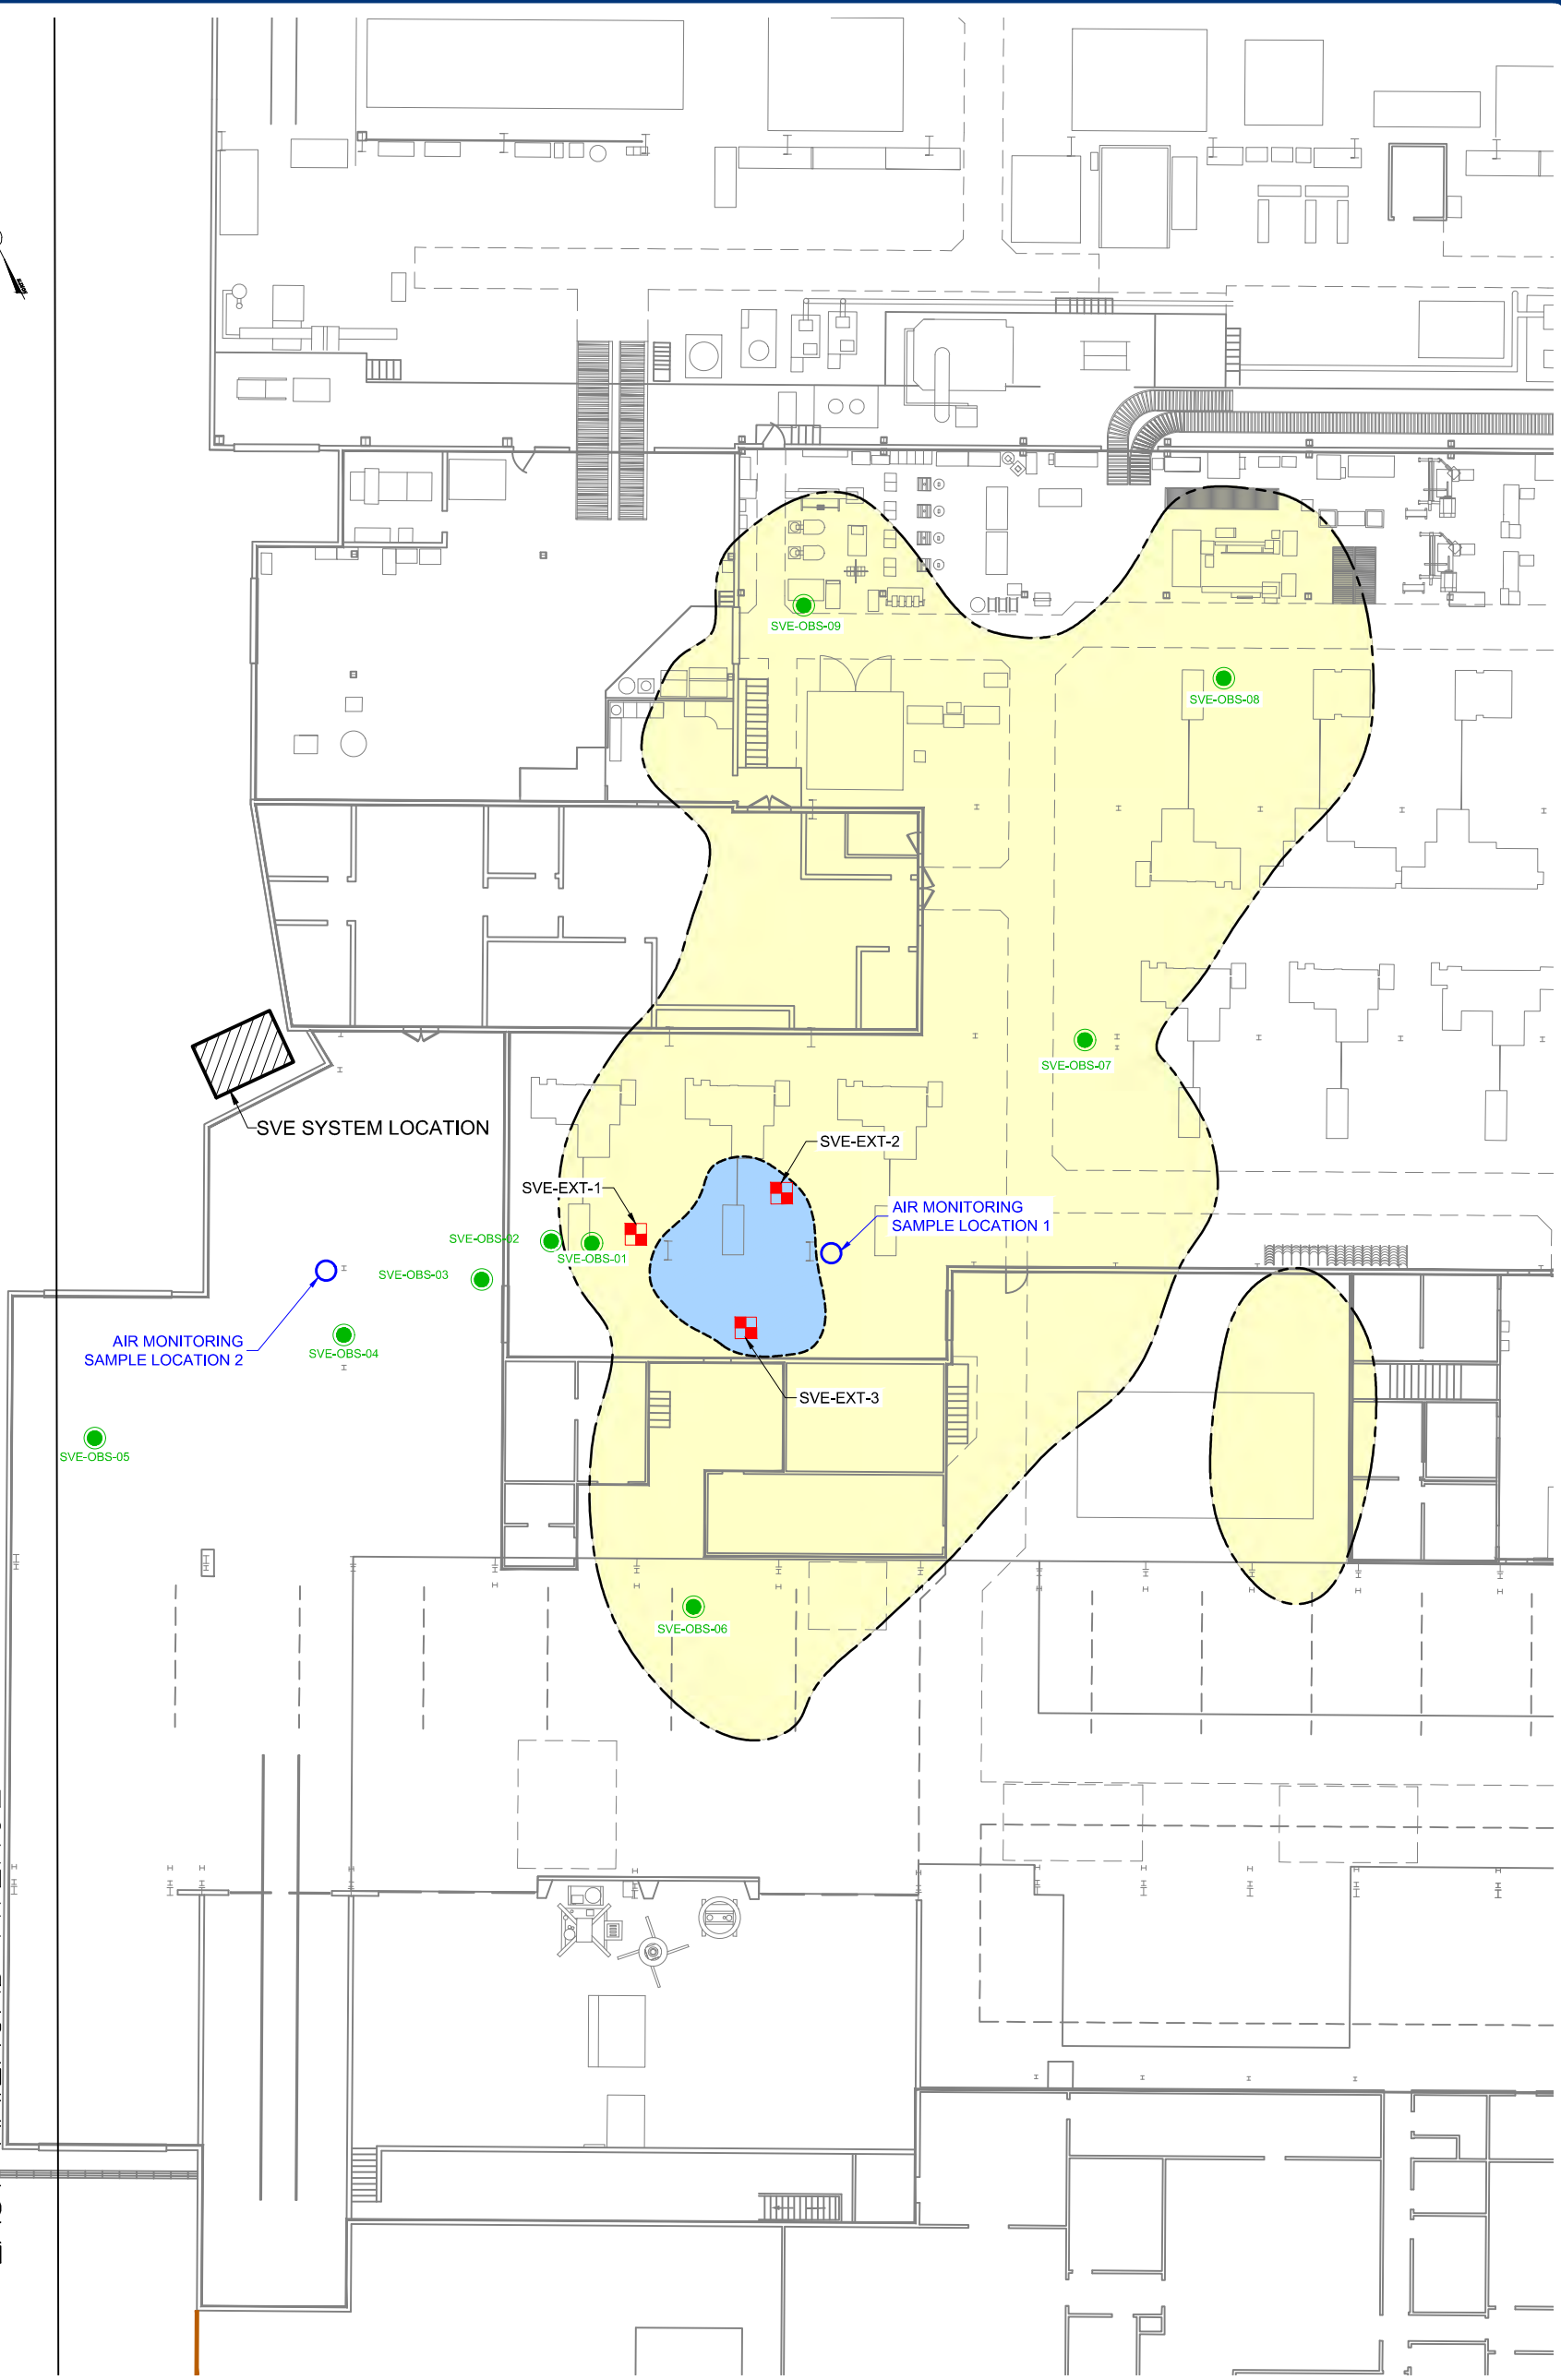 SVE-OBS-09
SVE-OBS-08
SVE-OBS-07
SVE SYSTEM LOCATION
SVE-EXT-2
SVE-EXT-1
AIR MONITORING
SAMPLE LOCATION 1
SVE-OBS-02
SVE-OBS-01
SVE-OBS-03
AIR MONITORING
SAMPLE LOCATION 2
SVE-OBS-04
SVE-EXT-3
SVE-OBS-05
SVE-OBS-06